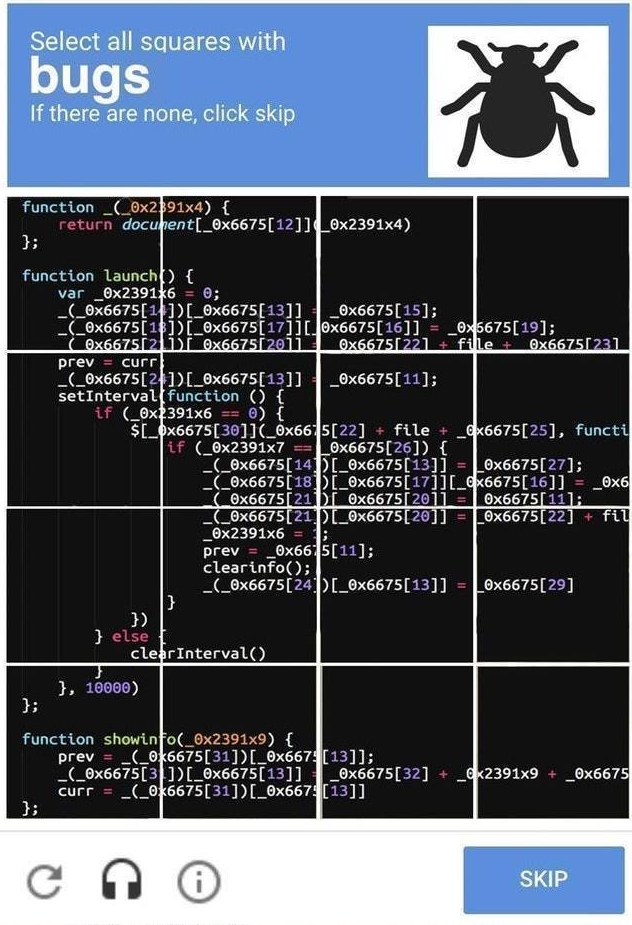 Select all squares with
bugs
If there are none, click skip
function _(_0x2391x4) {
return document[_0x6675[12]](_0x2391x4)
};
function launch() {
var _0x2391x6 = 0;
_(_0x6675[14])[_0x6675[13]] = _0x6675[15];
_(_0x6675[18])[_0x6675[17]][_0x6675[16]] = _0x6675[19];
( 0x6675[21])[ 0x6675[20]] = 0x6675[22] + file + 0x6675[23]
prev = curr;
_(_0x6675[24])[_0x6675[13]] = _0x6675[11];
setInterval(function () {
if (_0x2391x6 == 0) {
$[_0x6675[30]](_0x6675[22] + file + _0x6675[25], functi
if (_0x2391x7 == _0x6675[26]) {
_(_0x6675[14])[_0x6675[13]] = _0x6675[27];
_(_0x6675[18])[_0x6675[17]][_0x6675[16]] = _0x6
_(_0x6675[21])[_0x6675[20]] = _0x6675[11];
_(_0x6675[21])[_0x6675[20]] = _0x6675[22] + fil
_0x2391x6 = 1;
prev = _0x6675[11];
clearinfo();
_(_0x6675[24])[_0x6675[13]] = _0x6675[29]
}
})
} else {
clearInterval()
}
}, 10000)
};
function showinfo(_0x2391x9) {
prev = _(_0x6675[31])[_0x6675[13]];
_(_0x6675[31])[_0x6675[13]] = _0x6675[32] + _0x2391x9 + _0x6675
curr = _(_0x6675[31])[_0x6675[13]]
};
SKIP